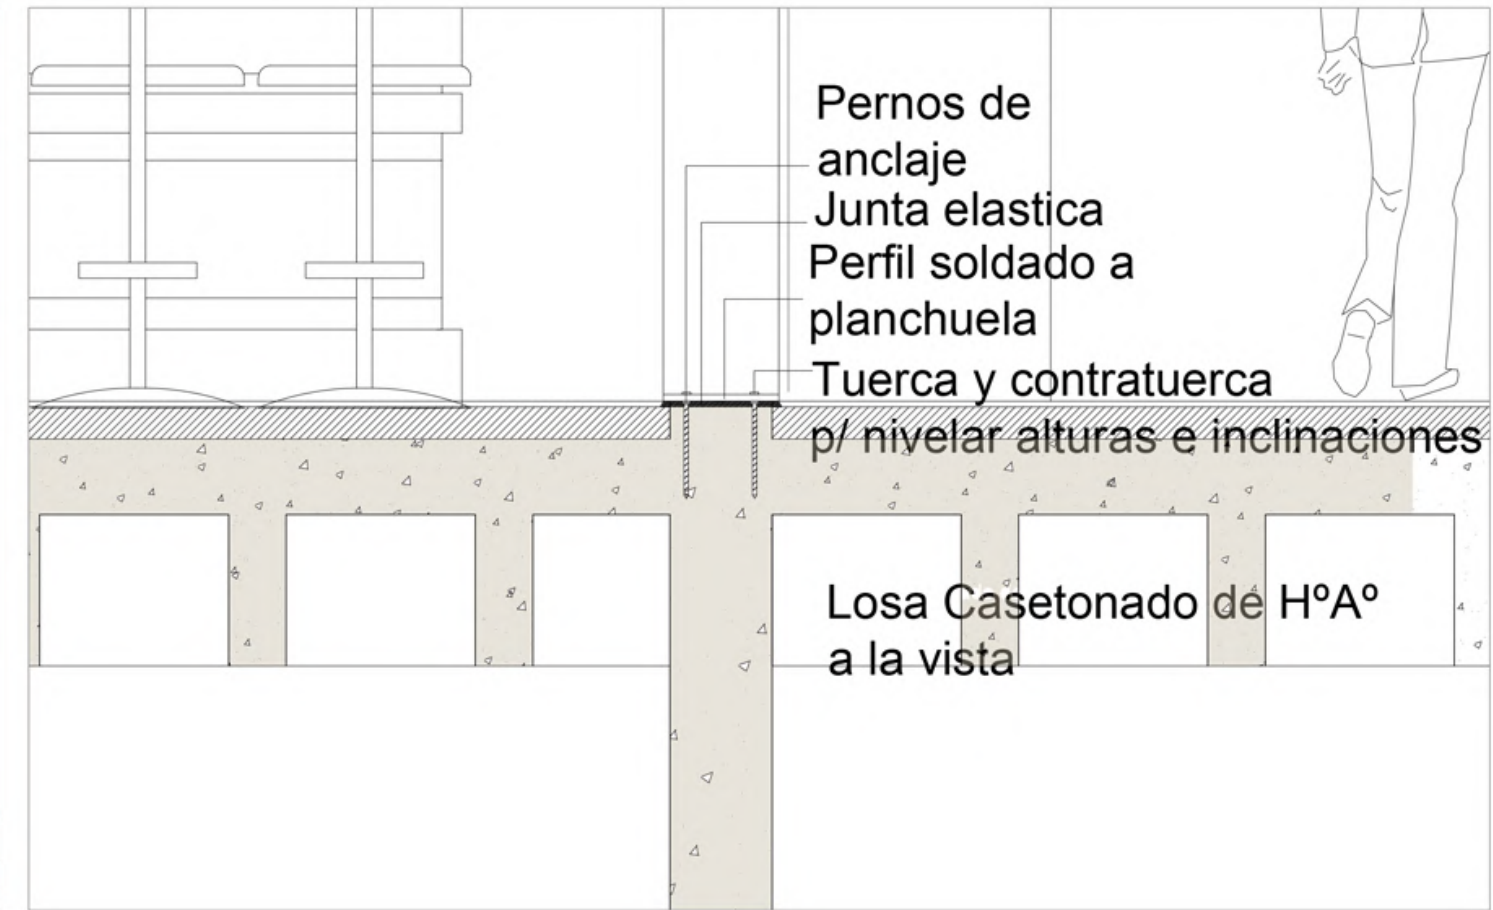 Pernos de
anclaje
Junta elastica
Perfil soldado a
planchuela
Tuerca y contratuerca
p/ nivelar alturas e inclinaciones
Losa Casetonado de HºAº
a la vista